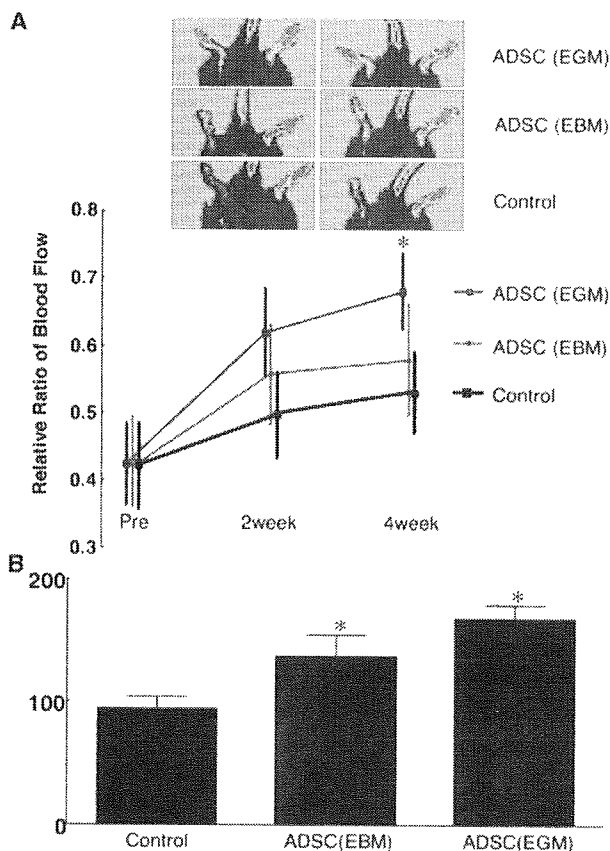 A
ADSC (EGM)
ADSC (EBM)
Control
Relative Ratio of Blood Flow
0.8
0.7
0.6
0.5
0.4
0.3
*
ADSC (EGM)
ADSC (EBM)
Control
Pre 2week 4week
B
200
100
0
* *
Control ADSC(EBM) ADSC(EGM)